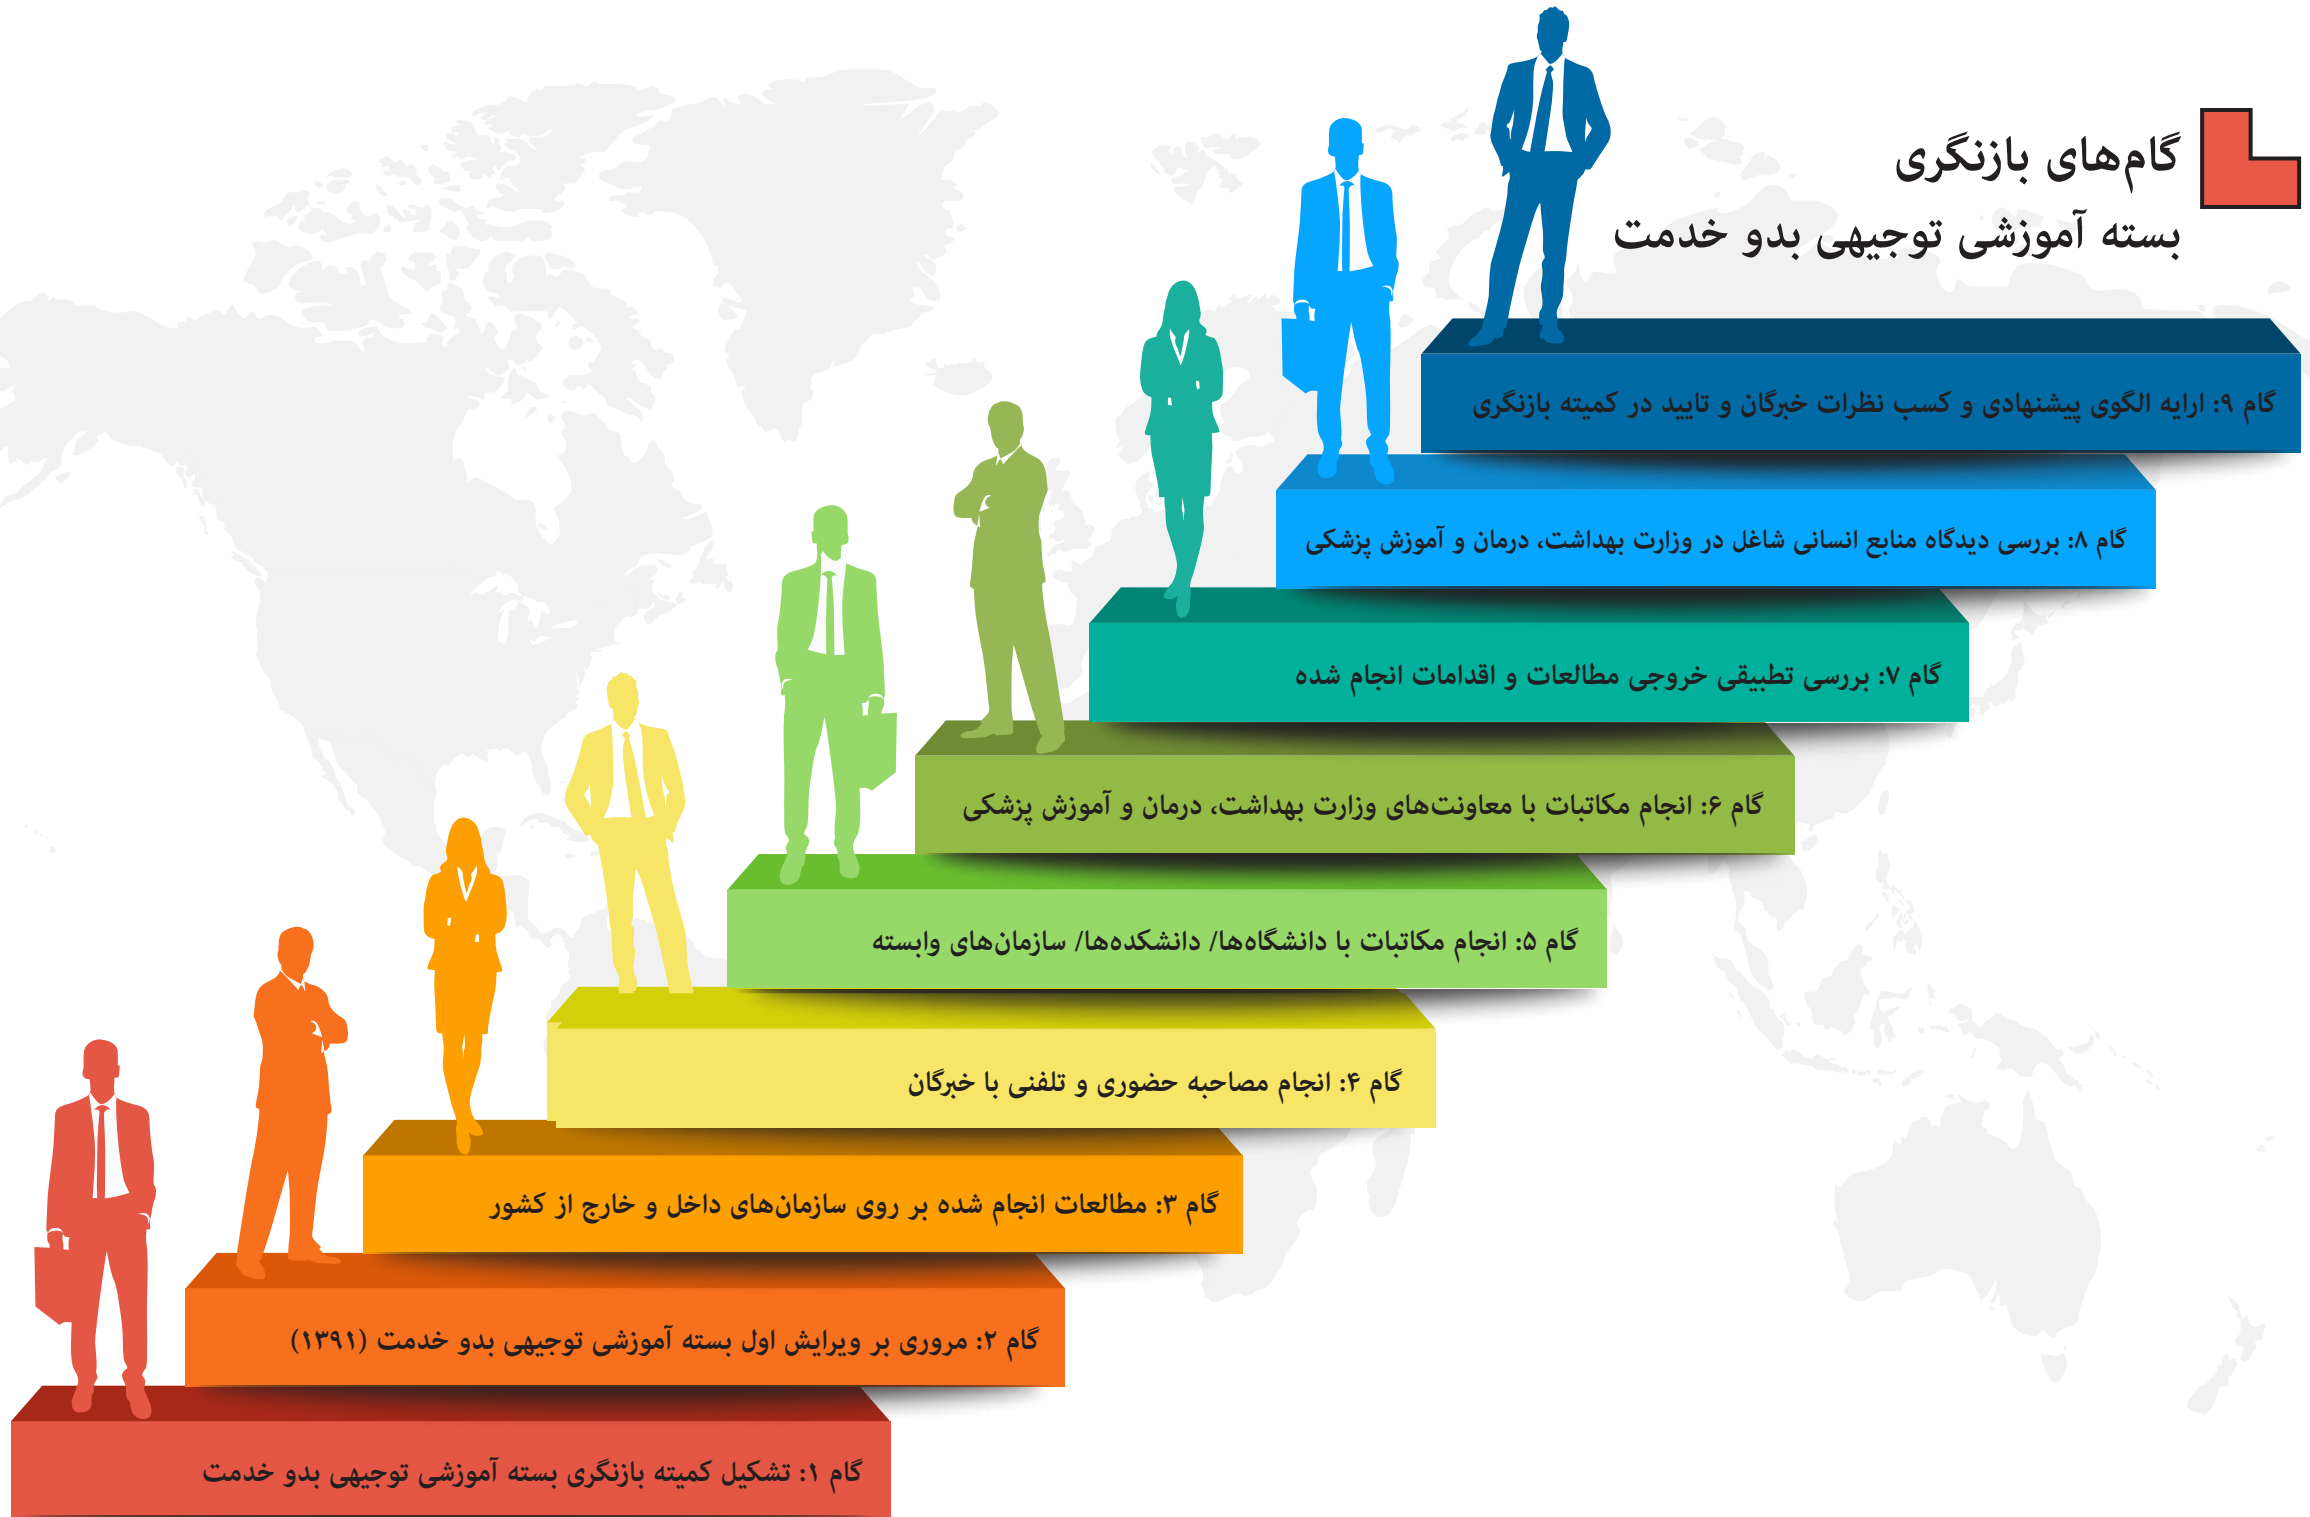 گام‌های بازنگری
بسته آموزشی توجیهی بدو خدمت
گام ۹: ارایه الگوی پیشنهادی و کسب نظرات خبرگان و تایید در کمیته بازنگری
گام ۸: بررسی دیدگاه منابع انسانی شاغل در وزارت بهداشت، درمان و آموزش پزشکی
گام ۷: بررسی تطبیقی خروجی مطالعات و اقدامات انجام شده
گام ۶: انجام مکاتبات با معاونت‌های وزارت بهداشت، درمان و آموزش پزشکی
گام ۵: انجام مکاتبات با دانشگاه‌ها/ دانشکده‌ها/ سازمان‌های وابسته
گام ۴: انجام مصاحبه حضوری و تلفنی با خبرگان
گام ۳: مطالعات انجام شده بر روی سازمان‌های داخل و خارج از کشور
گام ۲: مروری بر ویرایش اول بسته آموزشی توجیهی بدو خدمت (۱۳۹۱)
گام ۱: تشکیل کمیته بازنگری بسته آموزشی توجیهی بدو خدمت